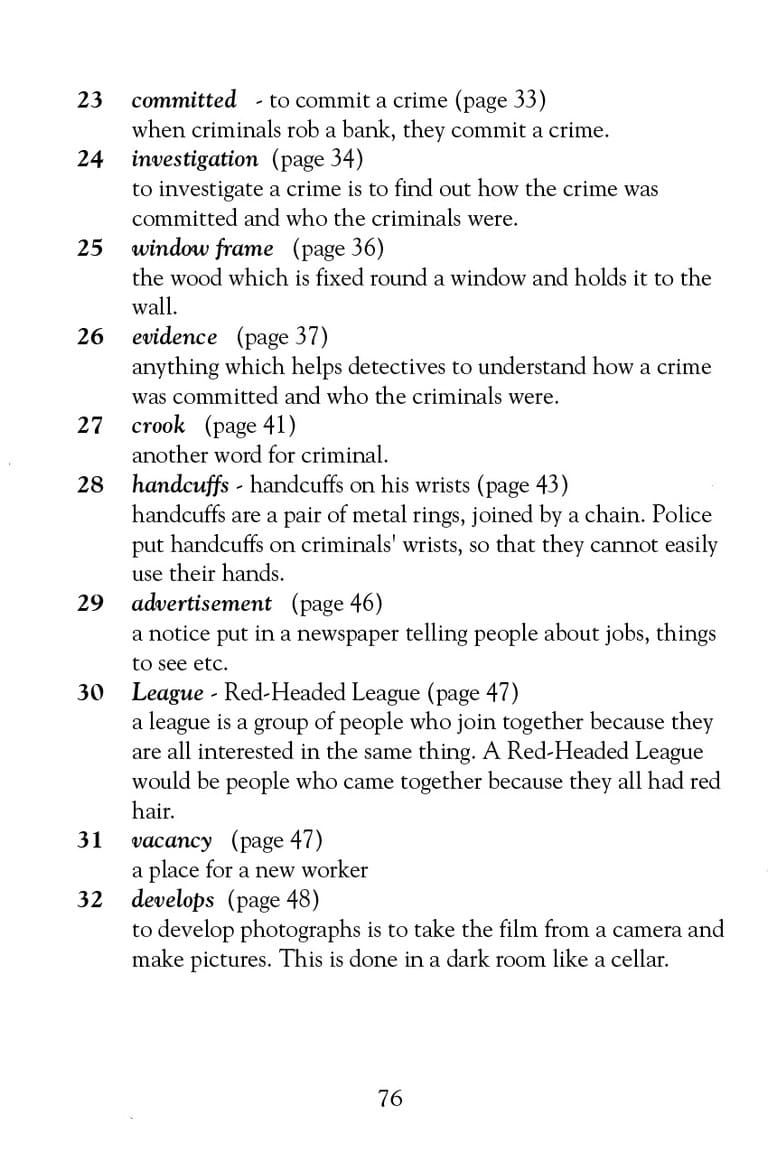 23 committed - to commit a crime (page 33)
when criminals rob a bank, they commit a crime.
24 investigation (page 34)
to investigate a crime is to find out how the crime was
committed and who the criminals were.
25 window frame (page 36)
the wood which is fixed round a window and holds it to the
wall.
26 evidence (page 37)
anything which helps detectives to understand how a crime
was committed and who the criminals were.
27 crook (page 41)
another word for criminal.
28 handcuffs - handcuffs on his wrists (page 43)
handcuffs are a pair of metal rings, joined by a chain. Police
put handcuffs on criminals' wrists, so that they cannot easily
use their hands.
29 advertisement (page 46)
a notice put in a newspaper telling people about jobs, things
to see etc.
30 League - Red-Headed League (page 47)
a league is a group of people who join together because they
are all interested in the same thing. A Red-Headed League
would be people who came together because they all had red
hair.
31 vacancy (page 47)
a place for a new worker
32 develops (page 48)
to develop photographs is to take the film from a camera and
make pictures. This is done in a dark room like a cellar.
76